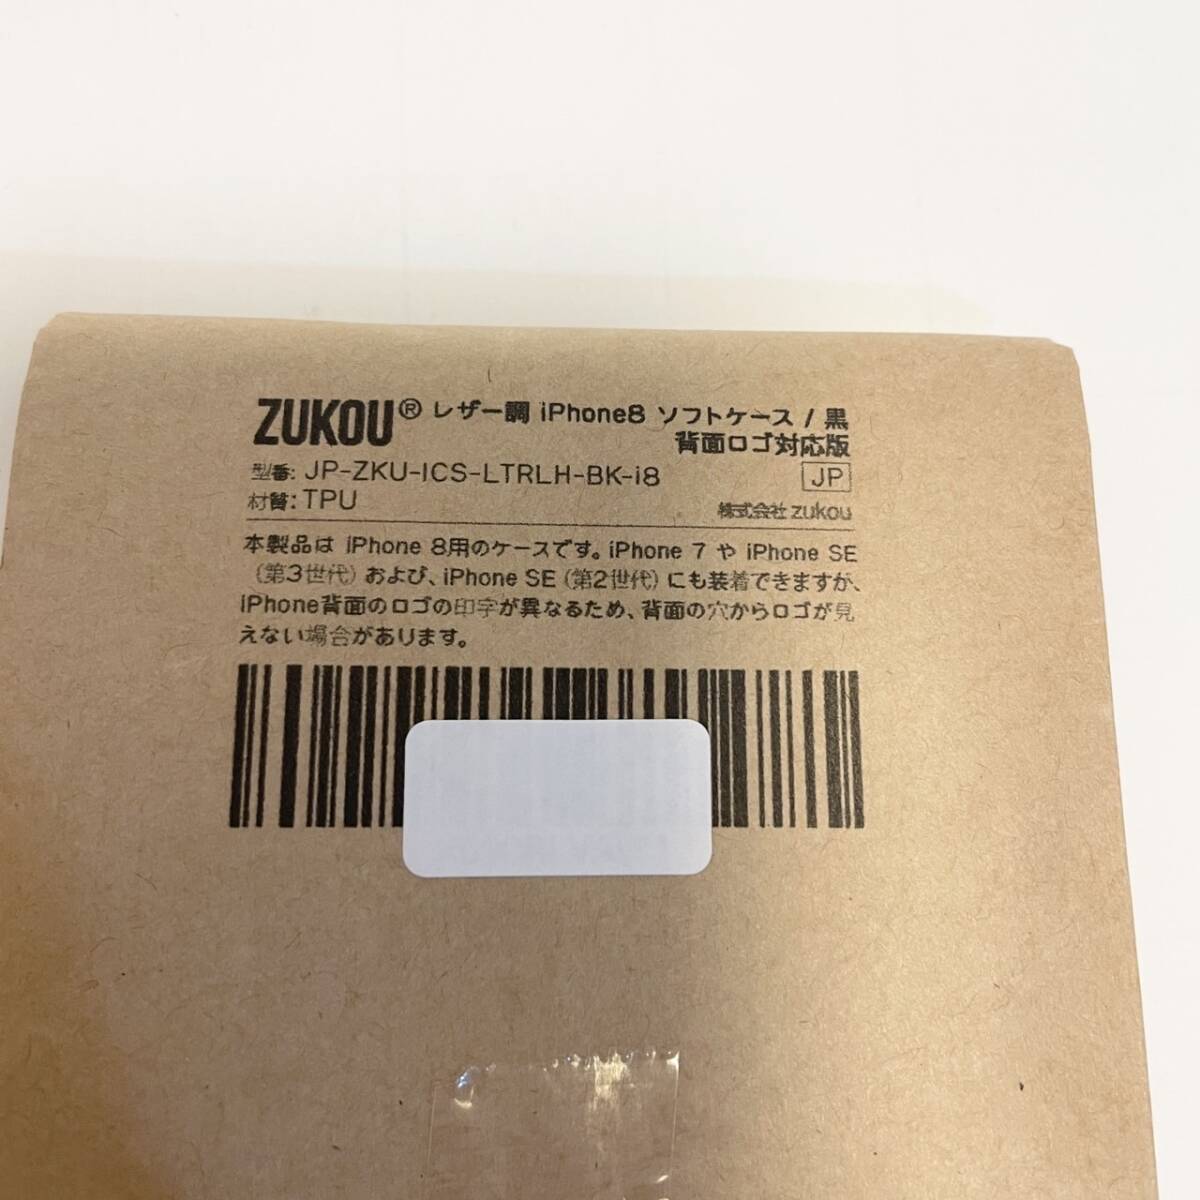 ZUKOU® レザー調 iPhone8 ソフトケース / 黒
背面ロゴ対応版
型番: JP-ZKU-ICS-LTRLH-BK-i8
JP
材質: TPU
株式会社 zukou
本製品は iPhone 8用のケースです。iPhone 7 や iPhone SE
(第3世代) および、iPhone SE (第2世代) にも装着できますが、
iPhone背面のロゴの印字が異なるため、背面の穴からロゴが見
えない場合があります。